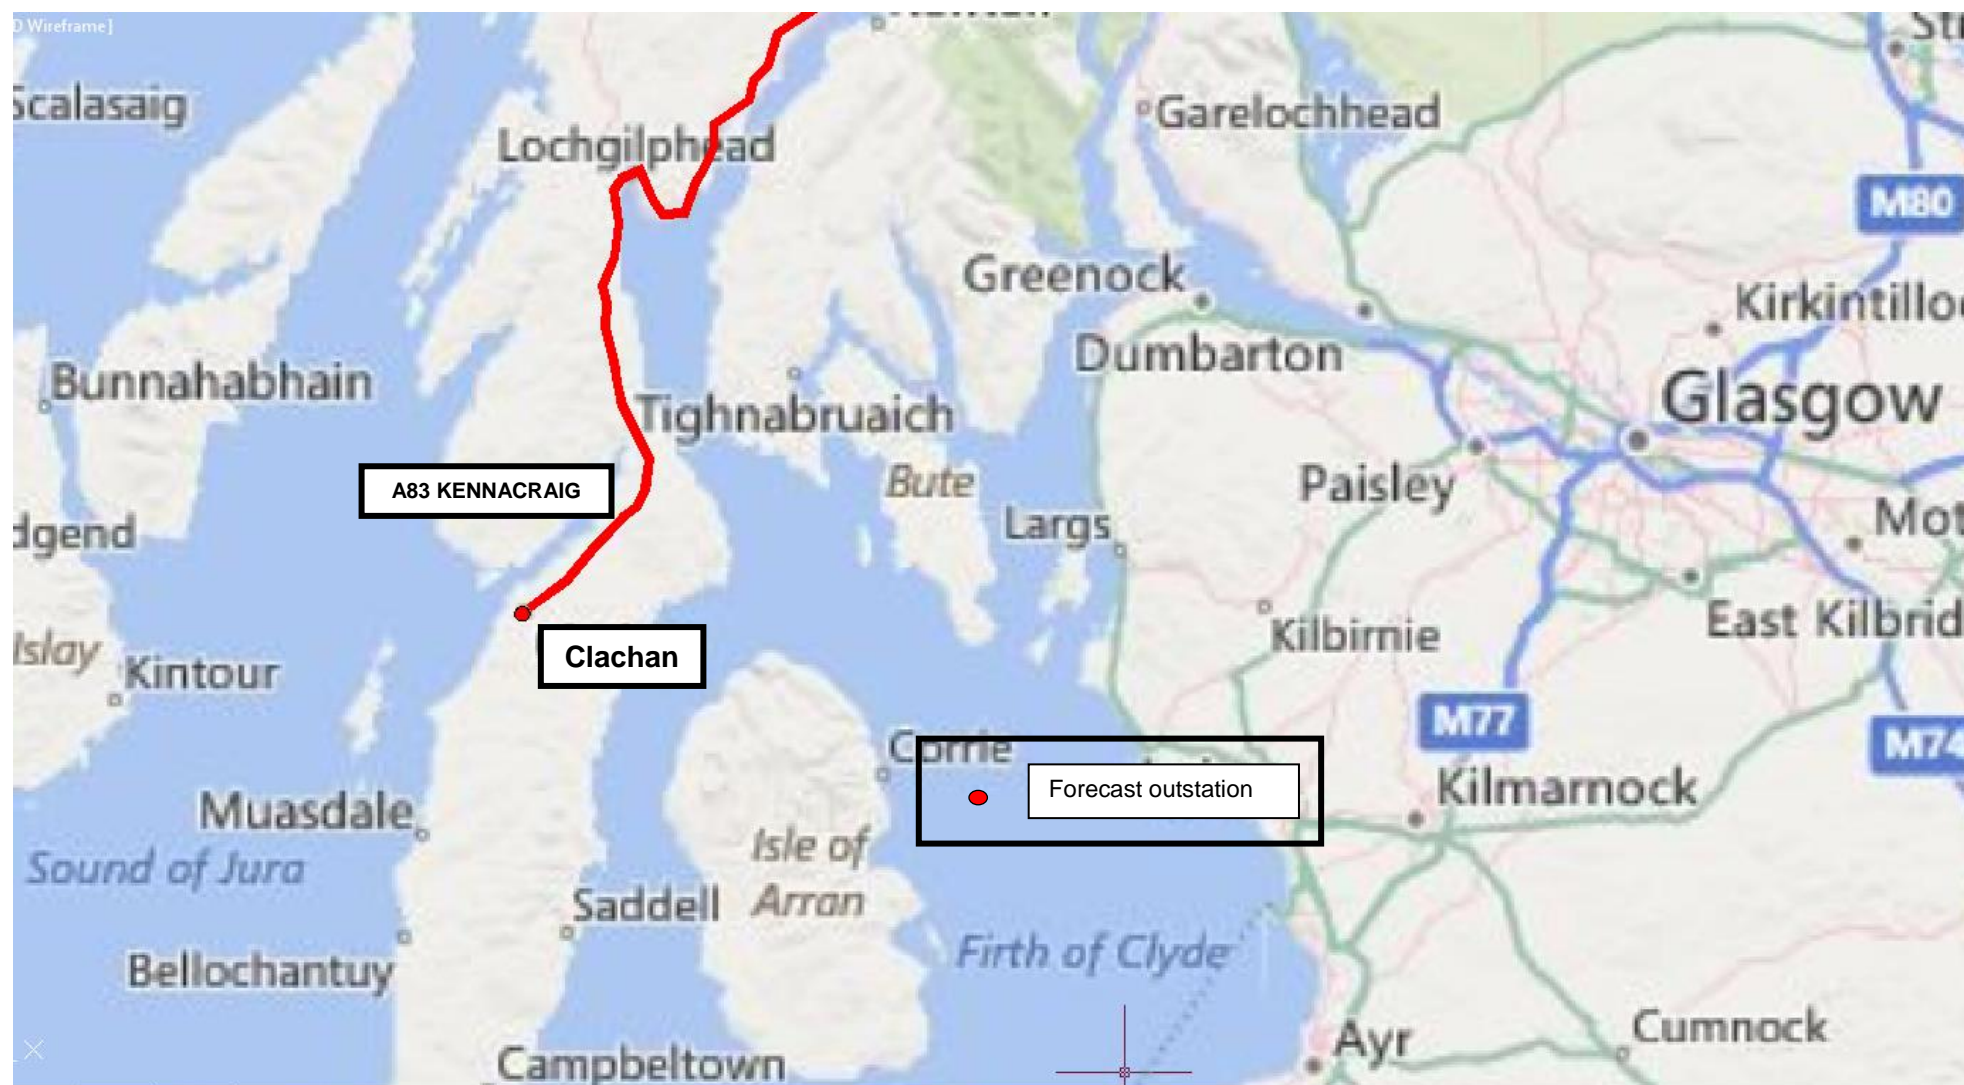 D Wireframe]
Scalasaig
Lochgilphead
Garelochhead
M80
Greenock
Kirkintillo
Dumbarton
Bunnahabhain
Glasgow
Tighnabruaich
A83 KENNACRAIG
Bute
Paisley
Largs
Mot
dgend
Islay
Kintour
Clachan
Kilbirnie
East Kilbrid
M77
M74
Corrie
Forecast outstation
Muasdale
Kilmarnock
Isle of
Arran
Sound of Jura
Saddell
Bellochantuy
Firth of Clyde
Campbeltown
Ayr
Cumnock